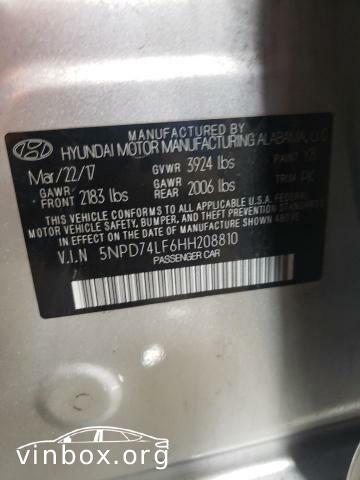 MANUFACTURED BY
HYUNDAI MOTOR MANUFACTURING ALABAMA, LLC
Mar/22/17 GVWR 3924 lbs PAINT Y8
GAWR FRONT 2183 lbs GAWR REAR 2006 lbs TRIM PK
THIS VEHICLE CONFORMS TO ALL APPLICABLE U.S.A. FEDERAL
MOTOR VEHICLE SAFETY, BUMPER, AND THEFT PREVENTION STANDARDS
IN EFFECT ON THE DATE OF MANUFACTURE SHOWN ABOVE.
V.I.N 5NPD74LF6HH208810
PASSENGER CAR
vinbox.org